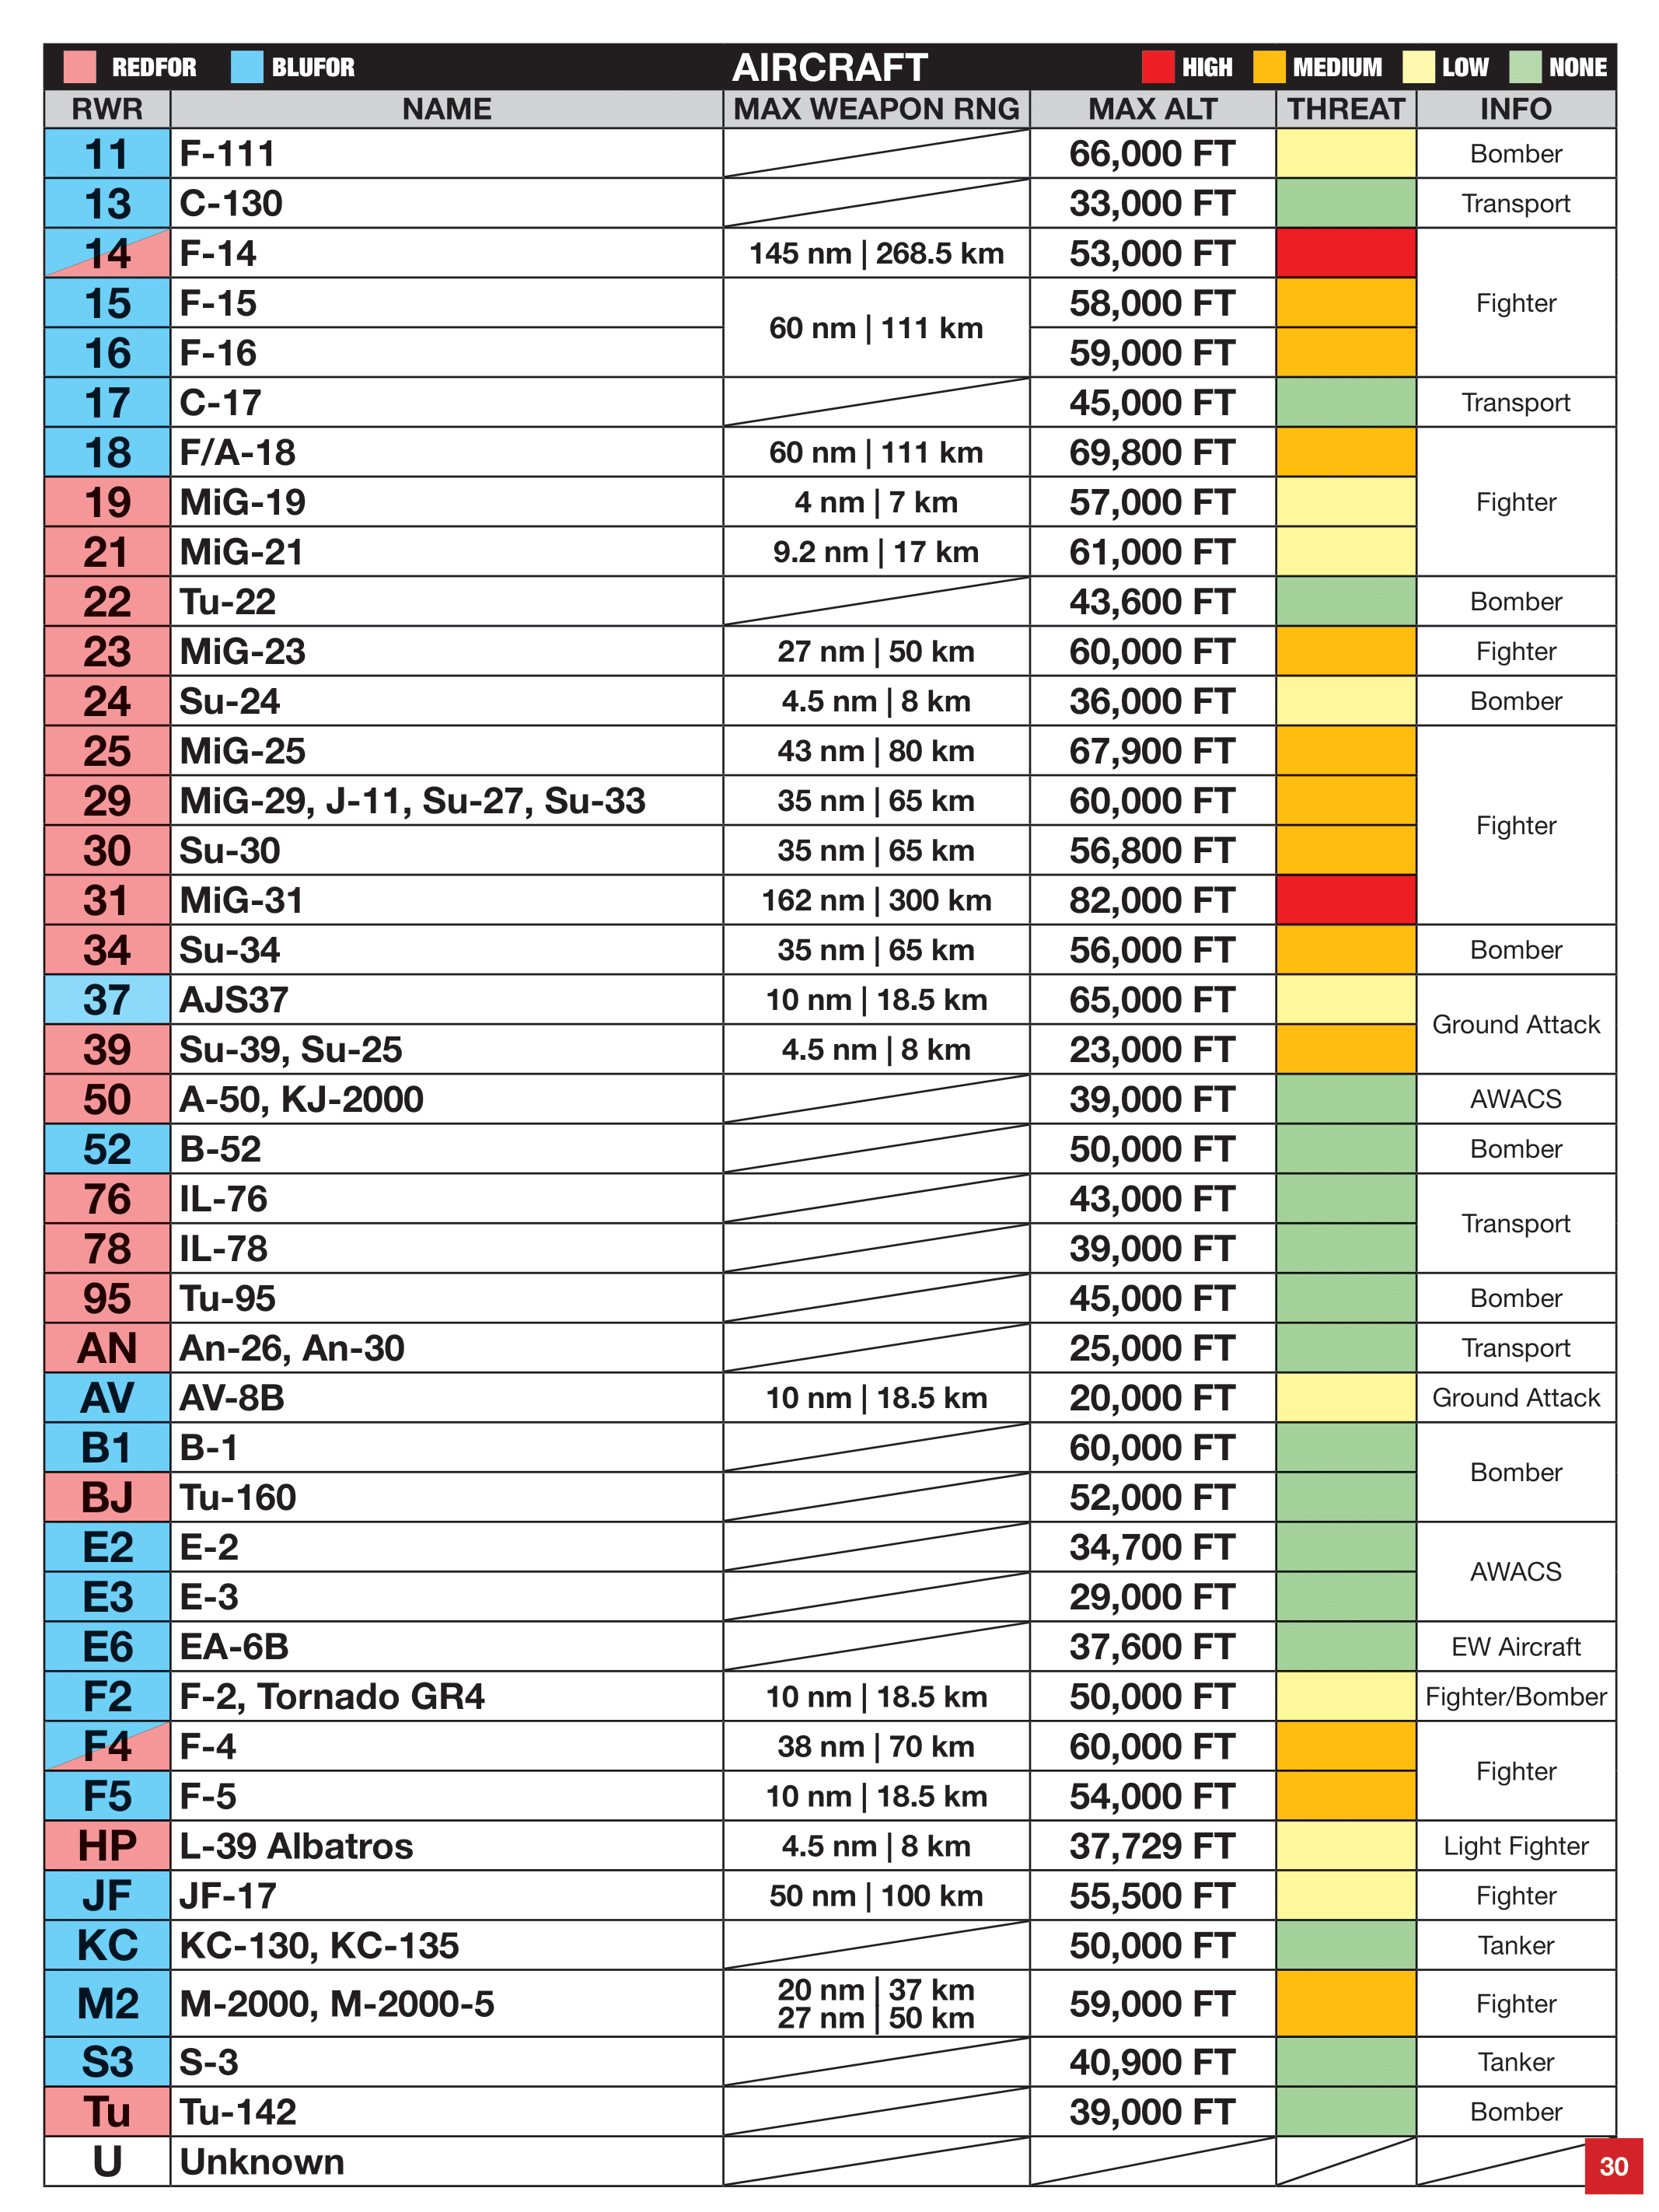 REDFOR BLUFOR AIRCRAFT HIGH MEDIUM LOW NONE
RWR NAME MAX WEAPON RNG MAX ALT THREAT INFO
11 F-111 66,000 FT Bomber
13 C-130 33,000 FT Transport
14 F-14 145 nm | 268.5 km 53,000 FT
15 F-15 60 nm | 111 km 58,000 FT Fighter
16 F-16 59,000 FT
17 C-17 45,000 FT Transport
18 F/A-18 60 nm | 111 km 69,800 FT
19 MiG-19 4 nm | 7 km 57,000 FT Fighter
21 MiG-21 9.2 nm | 17 km 61,000 FT
22 Tu-22 43,600 FT Bomber
23 MiG-23 27 nm | 50 km 60,000 FT Fighter
24 Su-24 4.5 nm | 8 km 36,000 FT Bomber
25 MiG-25 43 nm | 80 km 67,900 FT
29 MiG-29, J-11, Su-27, Su-33 35 nm | 65 km 60,000 FT Fighter
30 Su-30 35 nm | 65 km 56,800 FT
31 MiG-31 162 nm | 300 km 82,000 FT
34 Su-34 35 nm | 65 km 56,000 FT Bomber
37 AJS37 10 nm | 18.5 km 65,000 FT Ground Attack
39 Su-39, Su-25 4.5 nm | 8 km 23,000 FT
50 A-50, KJ-2000 39,000 FT AWACS
52 B-52 50,000 FT Bomber
76 IL-76 43,000 FT Transport
78 IL-78 39,000 FT
95 Tu-95 45,000 FT Bomber
AN An-26, An-30 25,000 FT Transport
AV AV-8B 10 nm | 18.5 km 20,000 FT Ground Attack
B1 B-1 60,000 FT Bomber
BJ Tu-160 52,000 FT
E2 E-2 34,700 FT AWACS
E3 E-3 29,000 FT
E6 EA-6B 37,600 FT EW Aircraft
F2 F-2, Tornado GR4 10 nm | 18.5 km 50,000 FT Fighter/Bomber
F4 F-4 38 nm | 70 km 60,000 FT Fighter
F5 F-5 10 nm | 18.5 km 54,000 FT
HP L-39 Albatros 4.5 nm | 8 km 37,729 FT Light Fighter
JF JF-17 50 nm | 100 km 55,500 FT Fighter
KC KC-130, KC-135 50,000 FT Tanker
M2 M-2000, M-2000-5 20 nm | 37 km 59,000 FT Fighter
27 nm | 50 km
S3 S-3 40,900 FT Tanker
Tu Tu-142 39,000 FT Bomber
U Unknown
30